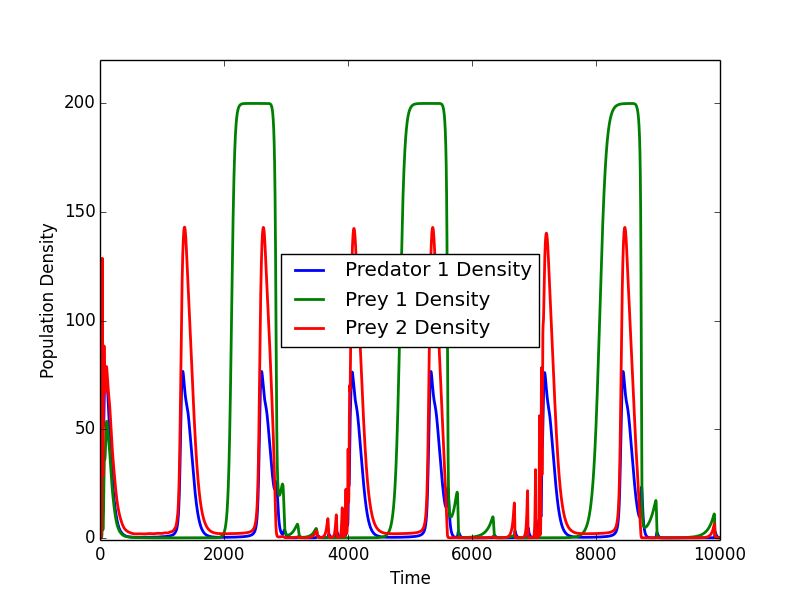 200
150
100
50
0
Population Density
Predator 1 Density
Prey 1 Density
Prey 2 Density
0 2000 4000 6000 8000 10000
Time